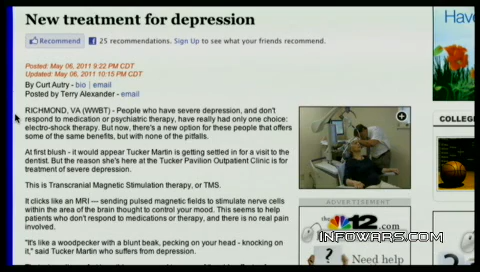 New treatment for depression
Recommend 25 recommendations. Sign Up to see what your friends recommend.
Posted: May 06, 2011 9:22 PM CDT
Updated: May 06, 2011 10:15 PM CDT
By Curt Autry - bio | email
Posted by Terry Alexander - email
RICHMOND, VA (WWBT) - People who have severe depression, and don't
respond to medication or psychiatric therapy, have really had only one choice:
electro-shock therapy. But now, there's a new option for these people that offers
some of the same benefits, but with none of the pitfalls.
At first blush - it would appear Tucker Martin is getting settled in for a visit to the
dentist. But the reason she's here at the Tucker Pavilion Outpatient Clinic is for
treatment of severe depression.
This is Transcranial Magnetic Stimulation therapy, or TMS.
It clicks like an MRI — sending pulsed magnetic fields to stimulate nerve cells
within the area of the brain thought to control your mood. This seems to help
patients who don't respond to medications or therapy, and there is no real pain
involved.
"It's like a woodpecker with a blunt beak, pecking on your head - knocking on
it," said Tucker Martin who suffers from depression.
Have
COLLEG
ADVERTISEMENT
the
NBC12.com
INFOWARS.COM
Need help